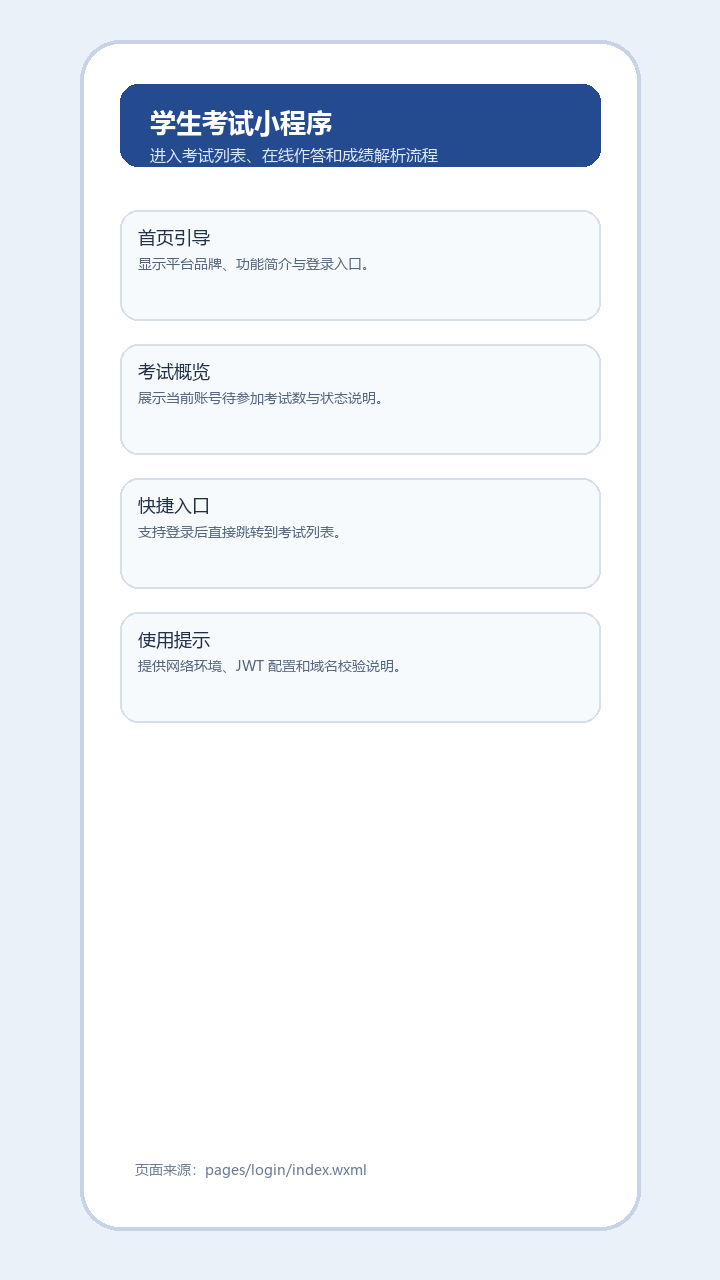 学生考试小程序
进入考试列表、在线作答和成绩解析流程
首页引导
显示平台品牌、功能简介与登录入口。
考试概览
展示当前账号待参加考试数与状态说明。
快捷入口
支持登录后直接跳转到考试列表。
使用提示
提供网络环境、JWT 配置和域名校验说明。
页面来源：pages/login/index.wxml